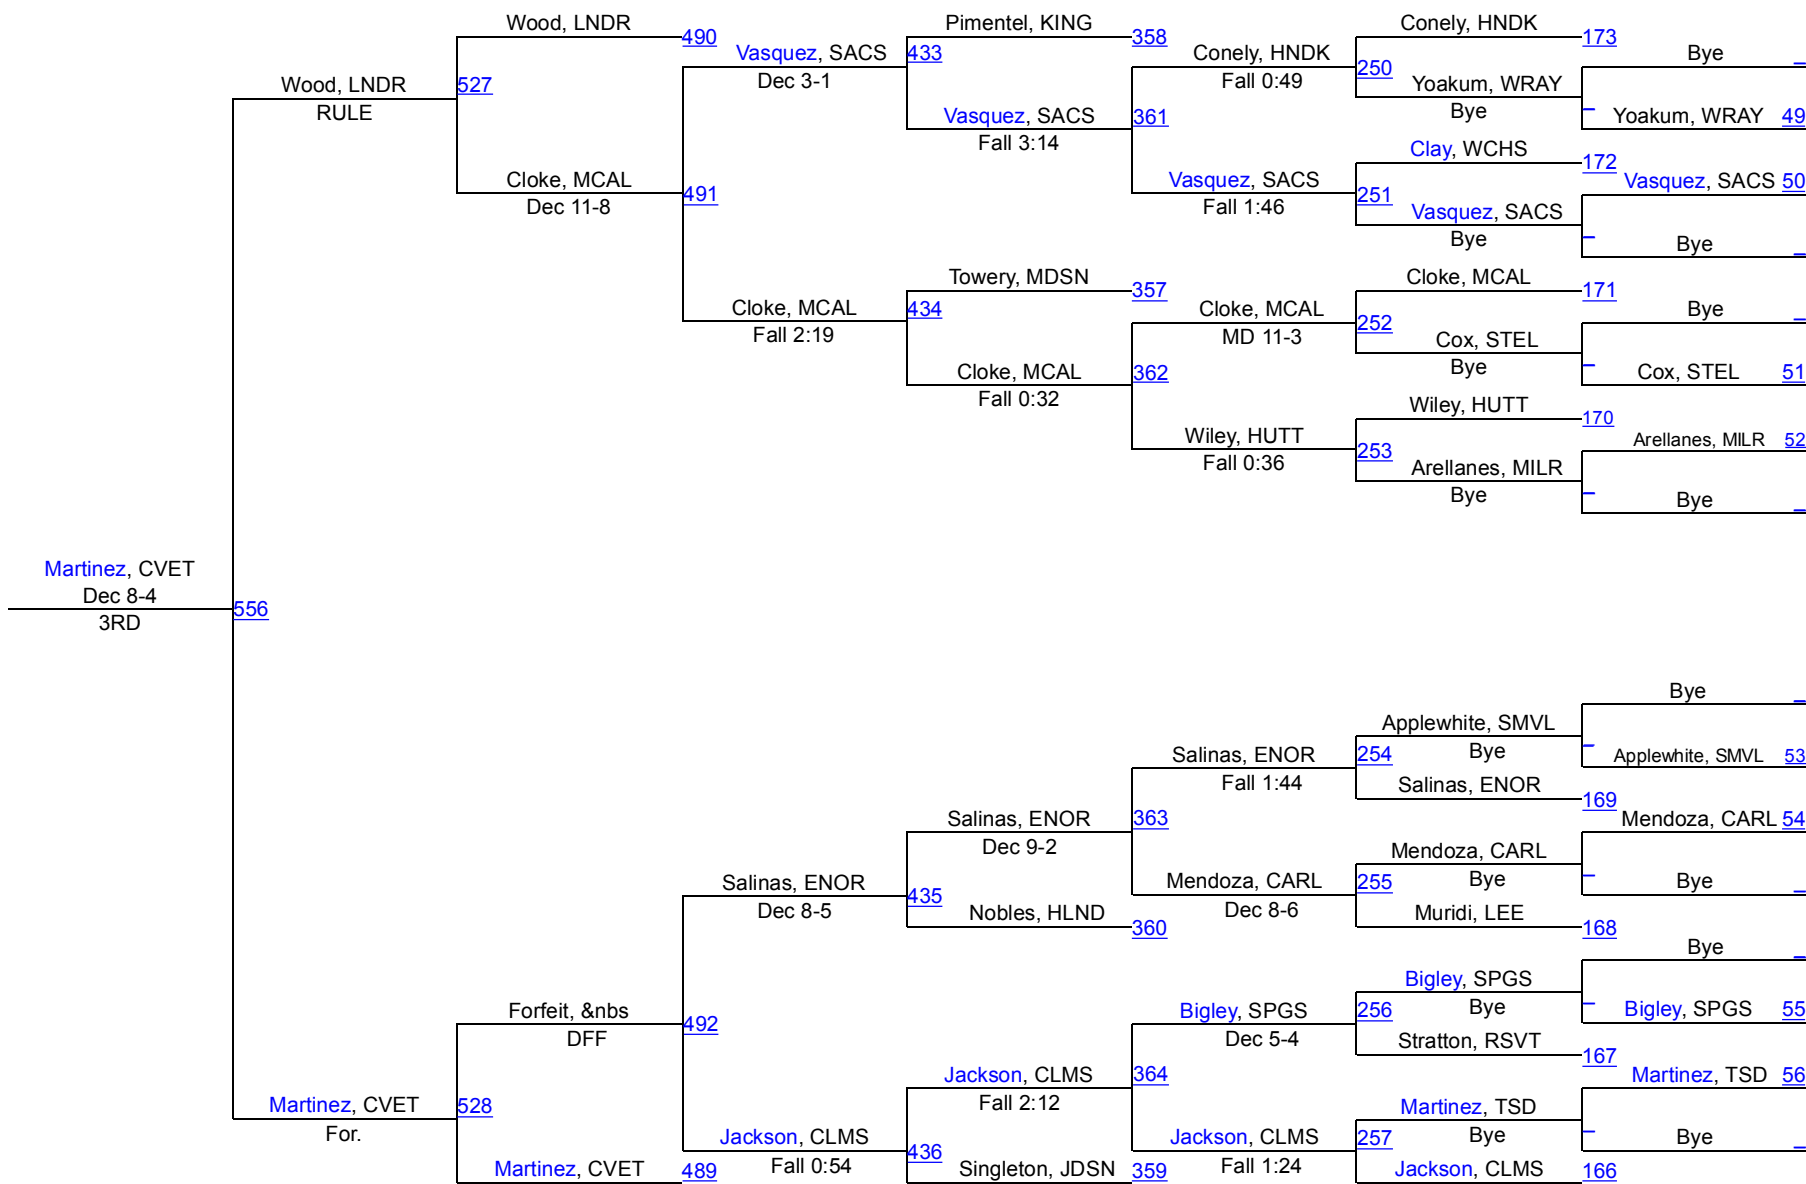 Wood, LNDR
490
Pimentel, KING
358
Conely, HNDK
173
Vasquez, SACS
433
Dec 3-1
Conely, HNDK
Fall 0:49
250
Bye
_
Wood, LNDR
527
RULE
Yoakum, WRAY
Bye
_
Yoakum, WRAY 49
Vasquez, SACS
361
Fall 3:14
Clay, WCHS
172
Vasquez, SACS 50
Cloke, MCAL
491
Dec 11-8
Vasquez, SACS
251
Fall 1:46
Vasquez, SACS
Bye
_
Bye
_
Towery, MDSN
357
Cloke, MCAL
171
Cloke, MCAL
434
Fall 2:19
Cloke, MCAL
252
MD 11-3
Bye
_
Cox, STEL
Bye
_
Cox, STEL 51
Cloke, MCAL
362
Fall 0:32
Wiley, HUTT
170
Arellanes, MILR 52
Wiley, HUTT
253
Fall 0:36
Arellanes, MILR
Bye
_
Bye
_
Martinez, CVET
Dec 8-4
556
3RD
Bye
_
Applewhite, SMVL
Bye
_
Applewhite, SMVL 53
Salinas, ENOR
254
Fall 1:44
Salinas, ENOR
169
Salinas, ENOR
363
Dec 9-2
Mendoza, CARL 54
Mendoza, CARL
Bye
_
Salinas, ENOR
435
Dec 8-5
Mendoza, CARL
255
Dec 8-6
Bye
_
Nobles, HLND
360
Muridi, LEE
168
Bye
_
Bigley, SPGS
Bye
_
Forfeit, &nbs
492
DFF
Bigley, SPGS
256
Dec 5-4
Bigley, SPGS 55
Stratton, RSVT
167
Jackson, CLMS
364
Fall 2:12
Martinez, TSD 56
Martinez, CVET
528
For.
Martinez, TSD
Bye
_
Jackson, CLMS
436
Fall 0:54
Jackson, CLMS
257
Fall 1:24
Bye
_
Martinez, CVET
489
Singleton, JDSN
359
Jackson, CLMS
166